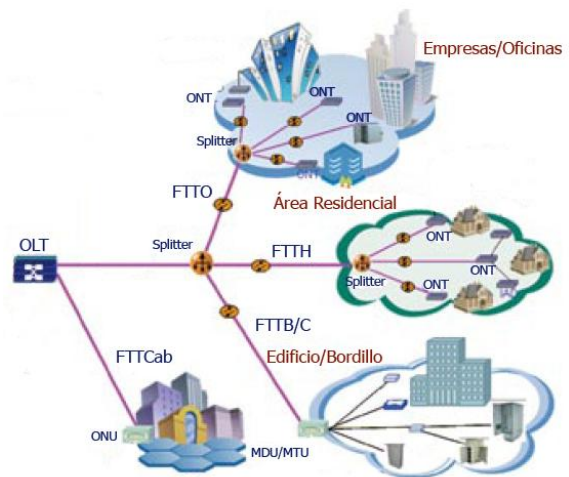 Empresas/Oficinas
ONT
ONT
ONT
Splitter
ONT
FTTO
Área Residencial
OLT
Splitter
FTTH
ONT
ONT
Splitter
ONT
FTTB/C
FTTCab
Edificio/Bordillo
ONU
MDU/MTU